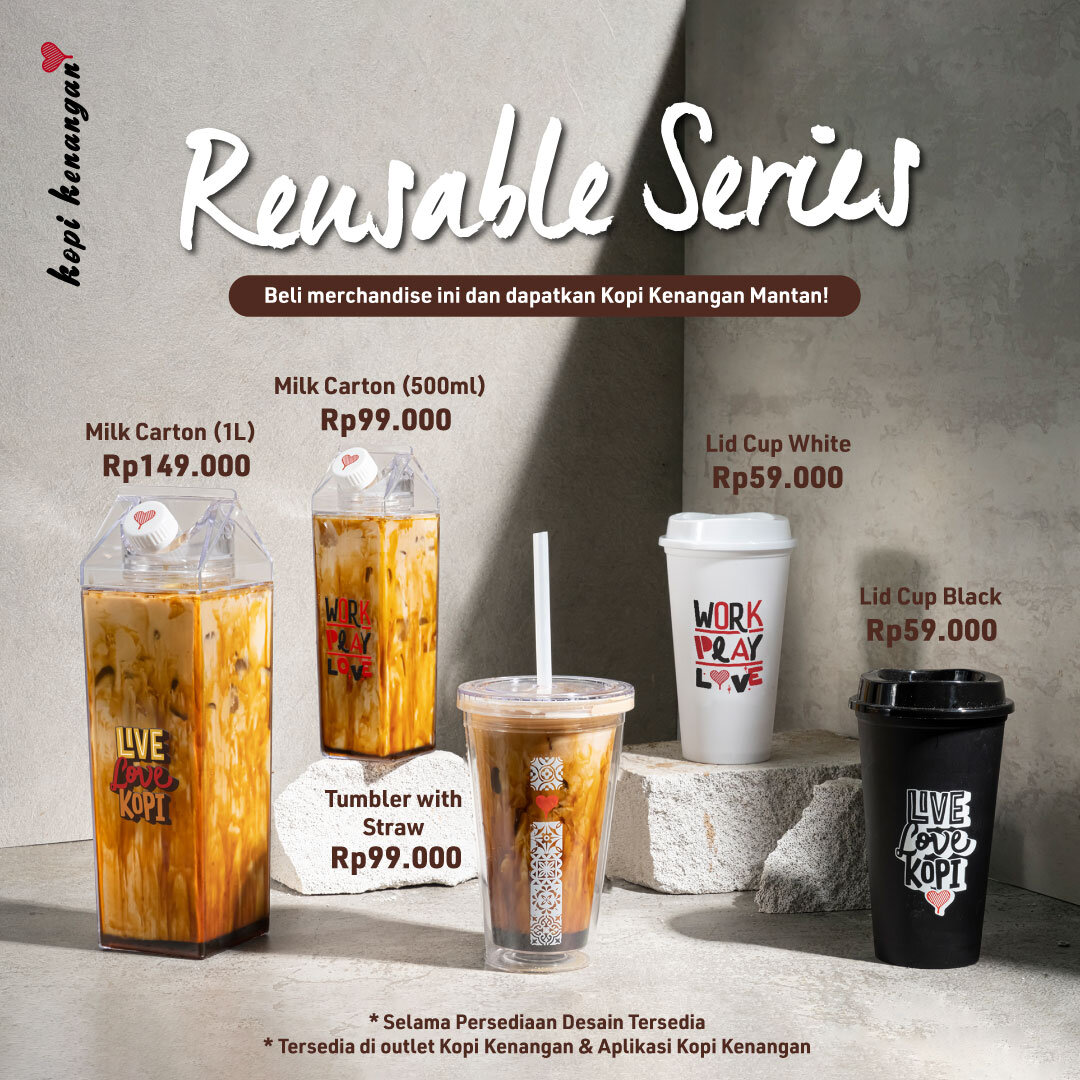 kopi kenangan
Reusable Series
Beli merchandise ini dan dapatkan Kopi Kenangan Mantan!
Milk Carton (500ml)
Rp99.000
Milk Carton (1L)
Rp149.000
Lid Cup White
Rp59.000
Lid Cup Black
Rp59.000
Tumbler with
Straw
Rp99.000
WORK
PLAY
LOVE
WORK
PLAY
LOVE
LIVE
Love
KOPI
LIVE
Love
KOPI
* Selama Persediaan Desain Tersedia
* Tersedia di outlet Kopi Kenangan & Aplikasi Kopi Kenangan